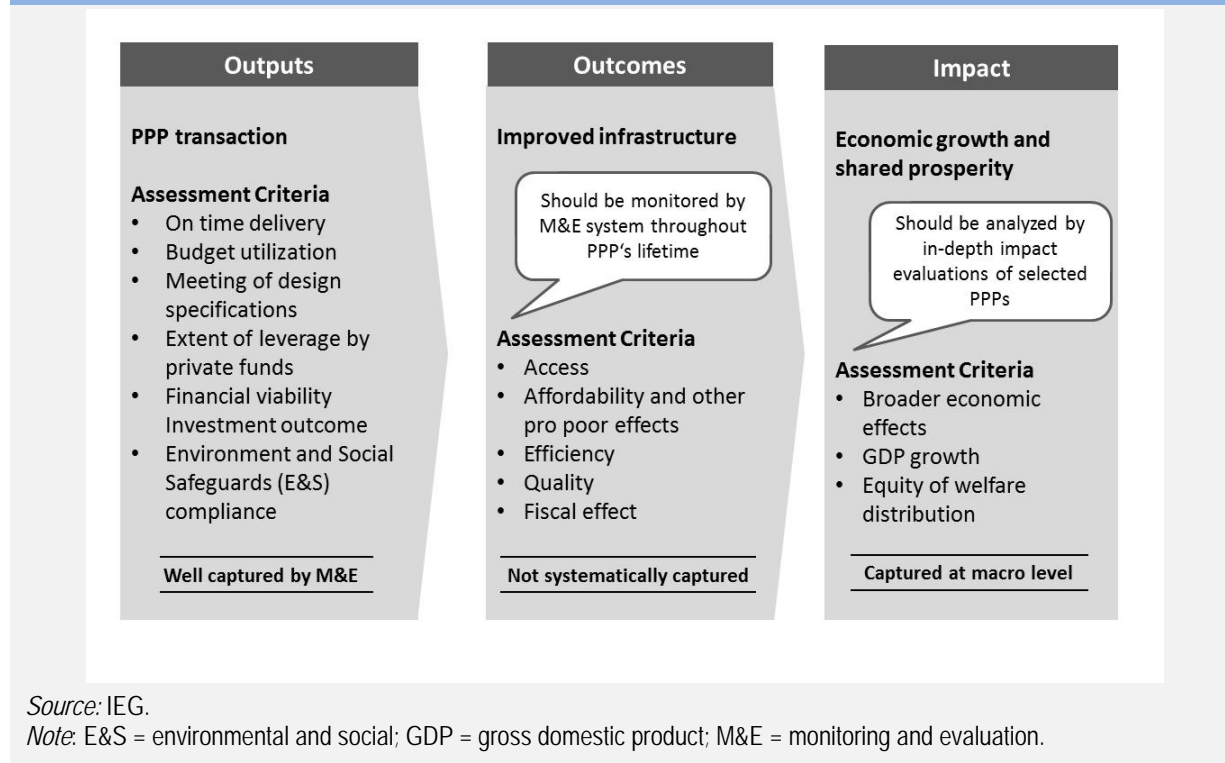 Outputs
PPP transaction
Assessment Criteria
• On time delivery
• Budget utilization
• Meeting of design
specifications
• Extent of leverage by
private funds
• Financial viability
Investment outcome
• Environment and Social
Safeguards (E&S)
compliance
Well captured by M&E
Outcomes
Improved infrastructure
Should be monitored by
M&E system throughout
PPP‘s lifetime
Assessment Criteria
• Access
• Affordability and other
pro poor effects
• Efficiency
• Quality
• Fiscal effect
Not systematically captured
Impact
Economic growth and
shared prosperity
Should be analyzed by
in-depth impact
evaluations of selected
PPPs
Assessment Criteria
• Broader economic
effects
• GDP growth
• Equity of welfare
distribution
Captured at macro level
Source: IEG.
Note: E&S = environmental and social; GDP = gross domestic product; M&E = monitoring and evaluation.